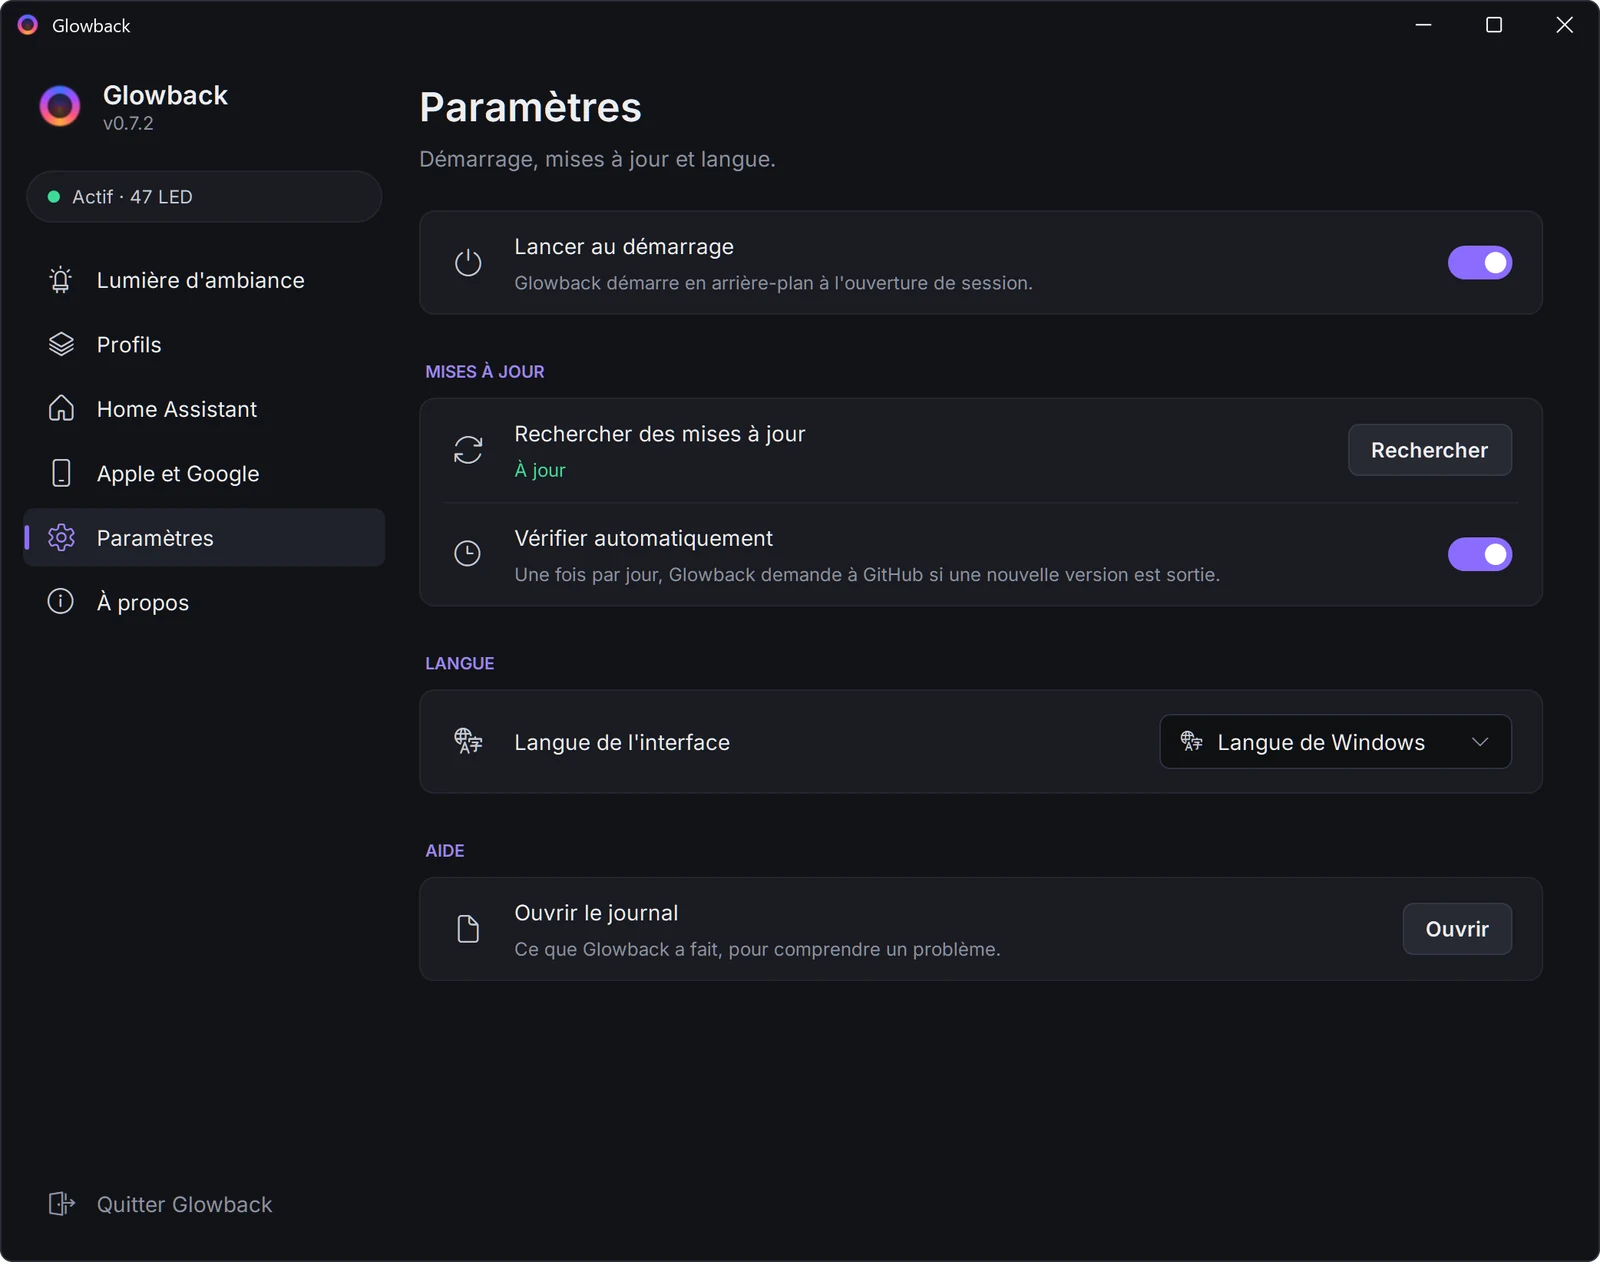 Glowback
Glowback
v0.7.2
Actif · 47 LED
Lumière d'ambiance
Profils
Home Assistant
Apple et Google
Paramètres
À propos
Quitter Glowback
Paramètres
Démarrage, mises à jour et langue.
Lancer au démarrage
Glowback démarre en arrière-plan à l'ouverture de session.
MISES À JOUR
Rechercher des mises à jour
À jour
Rechercher
Vérifier automatiquement
Une fois par jour, Glowback demande à GitHub si une nouvelle version est sortie.
LANGUE
Langue de l'interface
Langue de Windows
AIDE
Ouvrir le journal
Ce que Glowback a fait, pour comprendre un problème.
Ouvrir